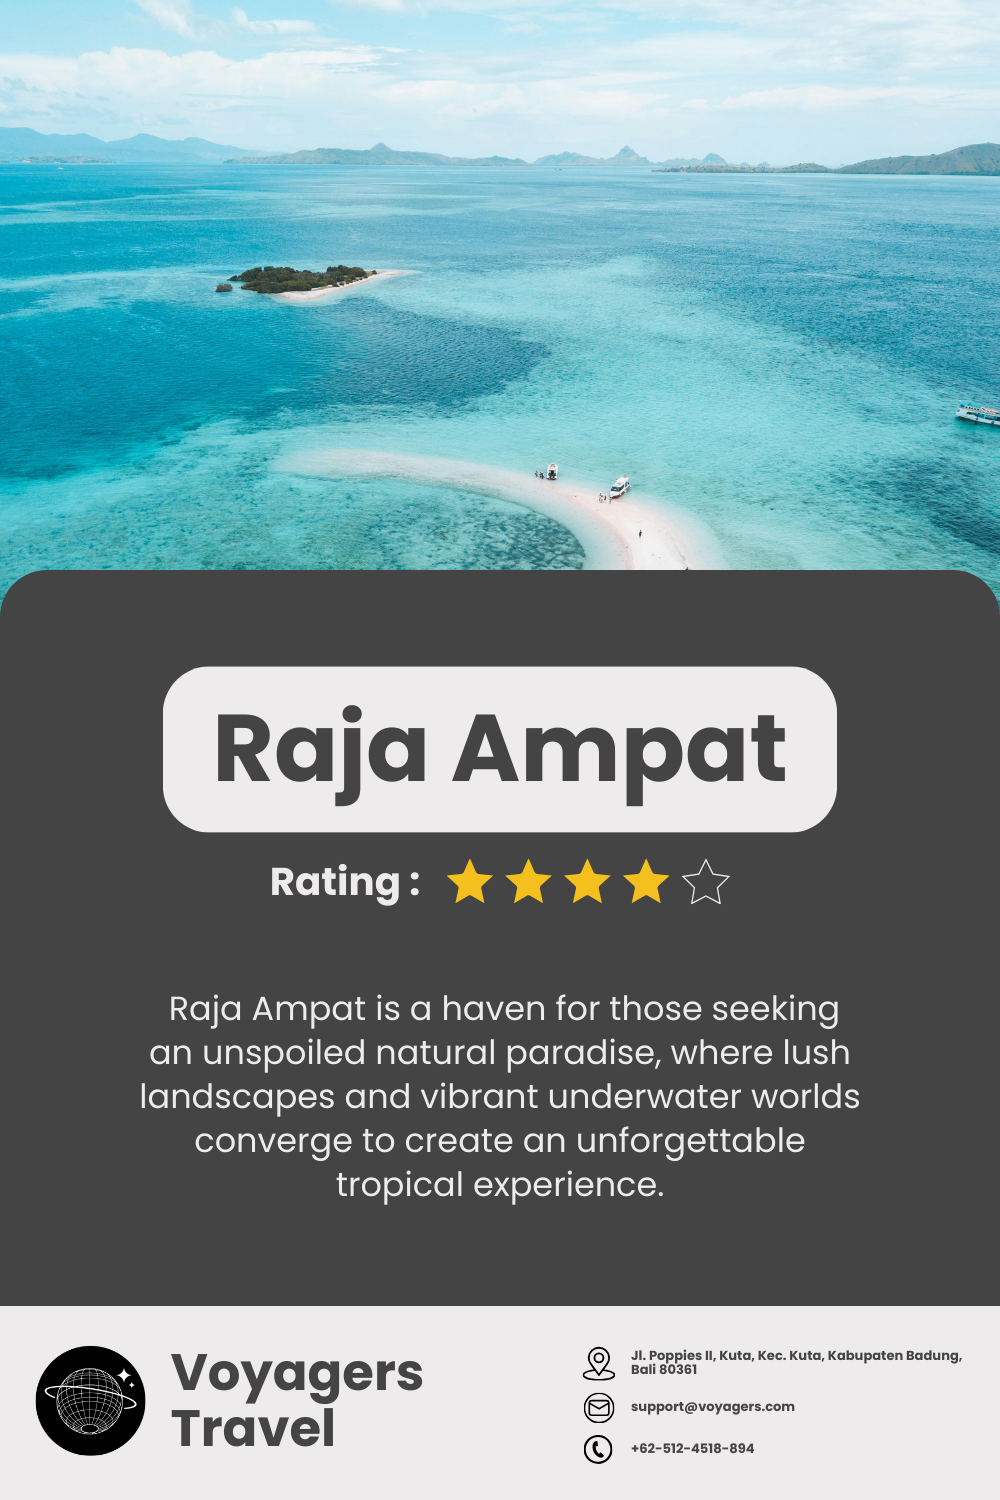 Raja Ampat
Rating :
Raja Ampat is a haven for those seeking
an unspoiled natural paradise, where lush
landscapes and vibrant underwater worlds
converge to create an unforgettable
tropical experience.
Voyagers
Travel
Jl. Poppies II, Kuta, Kec. Kuta, Kabupaten Badung,
Bali 80361
support@voyagers.com
+62-512-4518-894